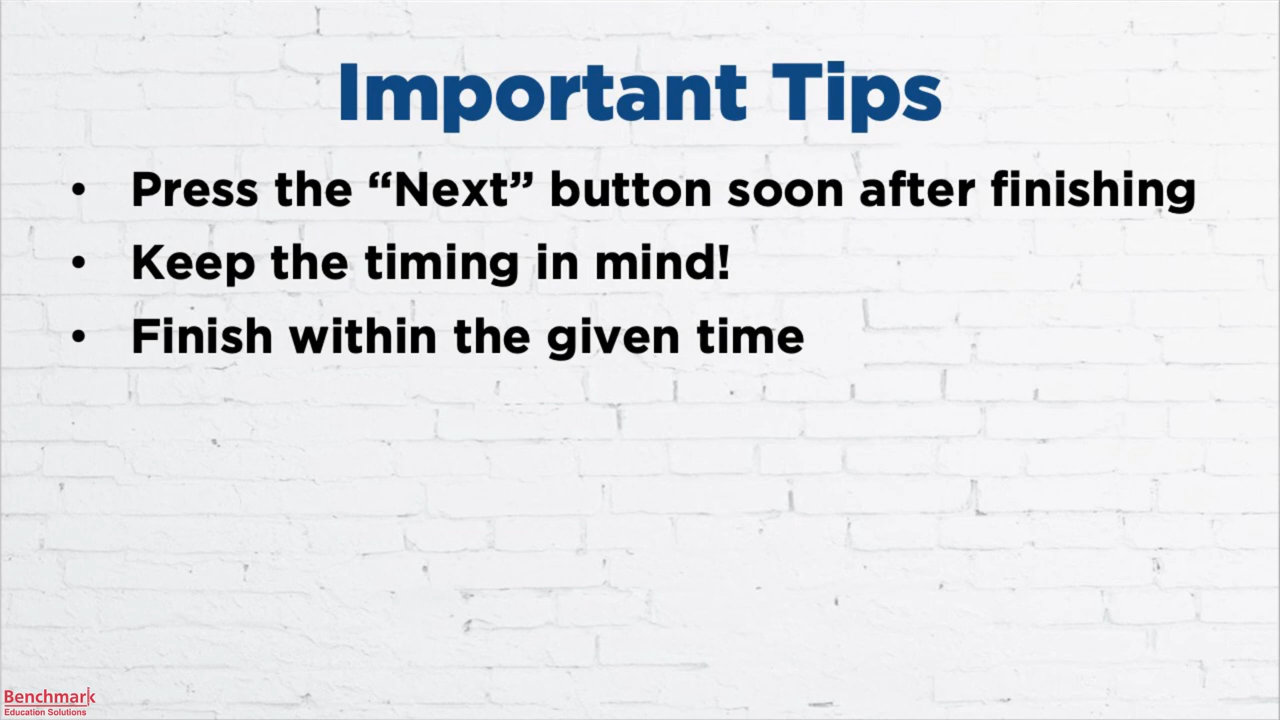 Important Tips
• Press the “Next” button soon after finishing
• Keep the timing in mind!
• Finish within the given time
Benchmark
Education Solutions